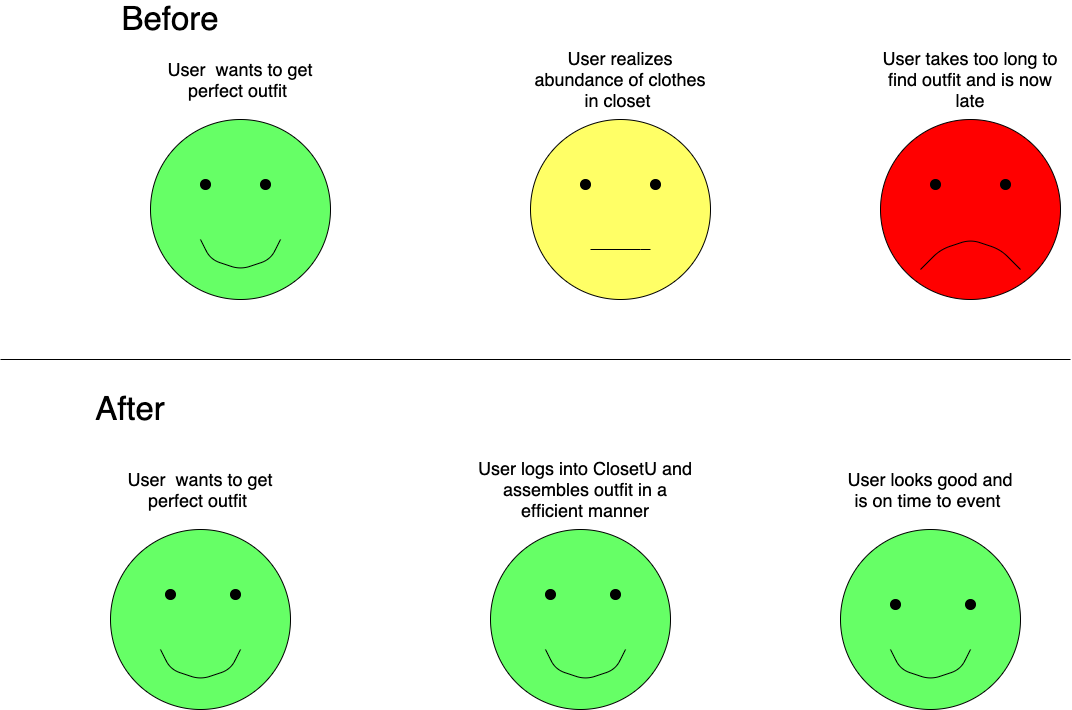 Before
User  wants to get
perfect outfit
User realizes
abundance of clothes
in closet
User takes too long to
find outfit and is now
late
After
User  wants to get
perfect outfit
User logs into ClosetU and
assembles outfit in a
efficient manner
User looks good and
is on time to event